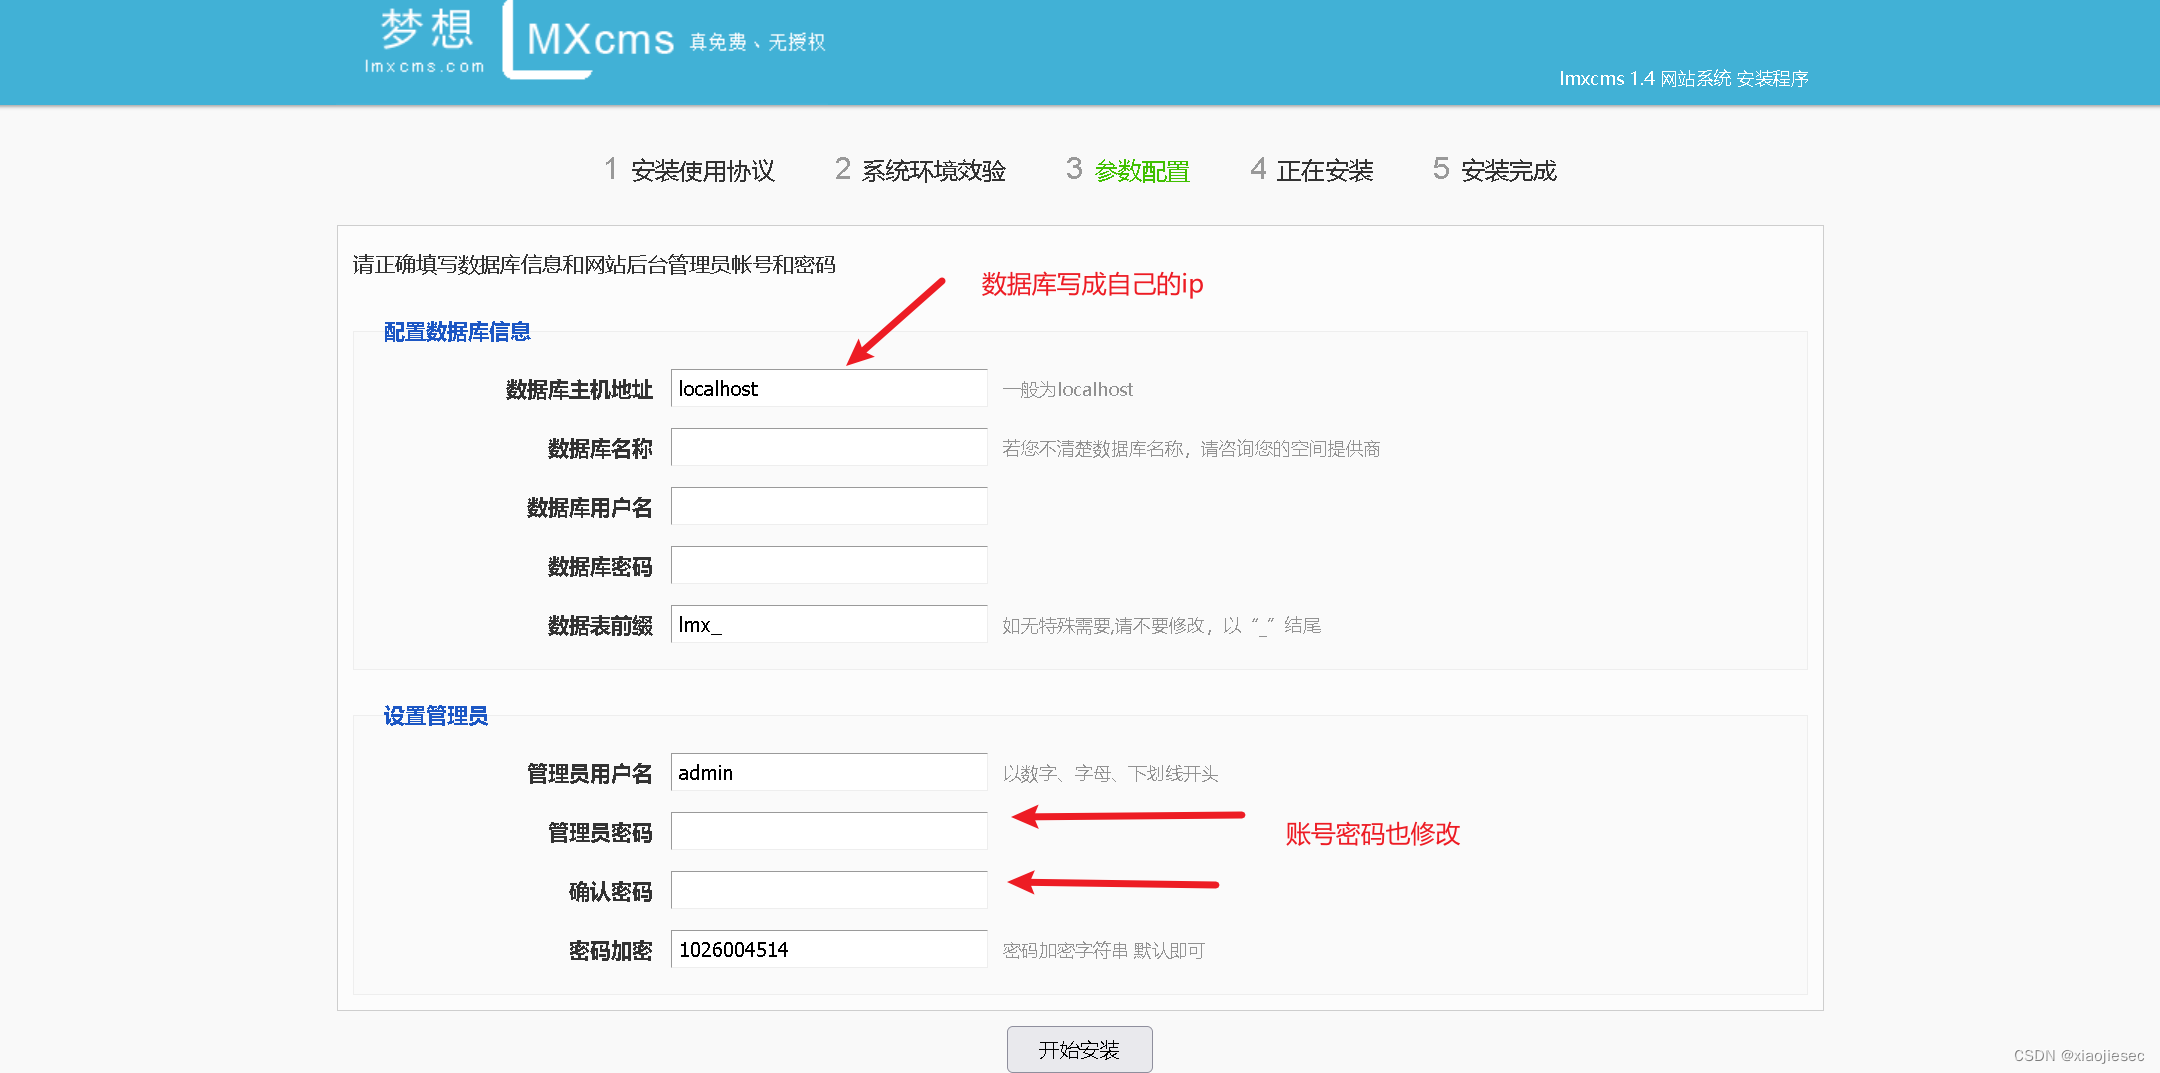 梦想
lmxcms.com
LMXcms 真免费、无授权
lmxcms 1.4 网站系统 安装程序
1 安装使用协议 2 系统环境效验 3 参数配置 4 正在安装 5 安装完成
请正确填写数据库信息和网站后台管理员帐号和密码
数据库写成自己的ip
配置数据库信息
数据库主机地址 localhost 一般为localhost
数据库名称 若您不清楚数据库名称，请咨询您的空间提供商
数据库用户名
数据库密码
数据表前缀 lmx_ 如无特殊需要,请不要修改，以“_”结尾
设置管理员
管理员用户名 admin 以数字、字母、下划线开头
管理员密码
账号密码也修改
确认密码
密码加密 1026004514 密码加密字符串 默认即可
开始安装
CSDN @xiaojiesec